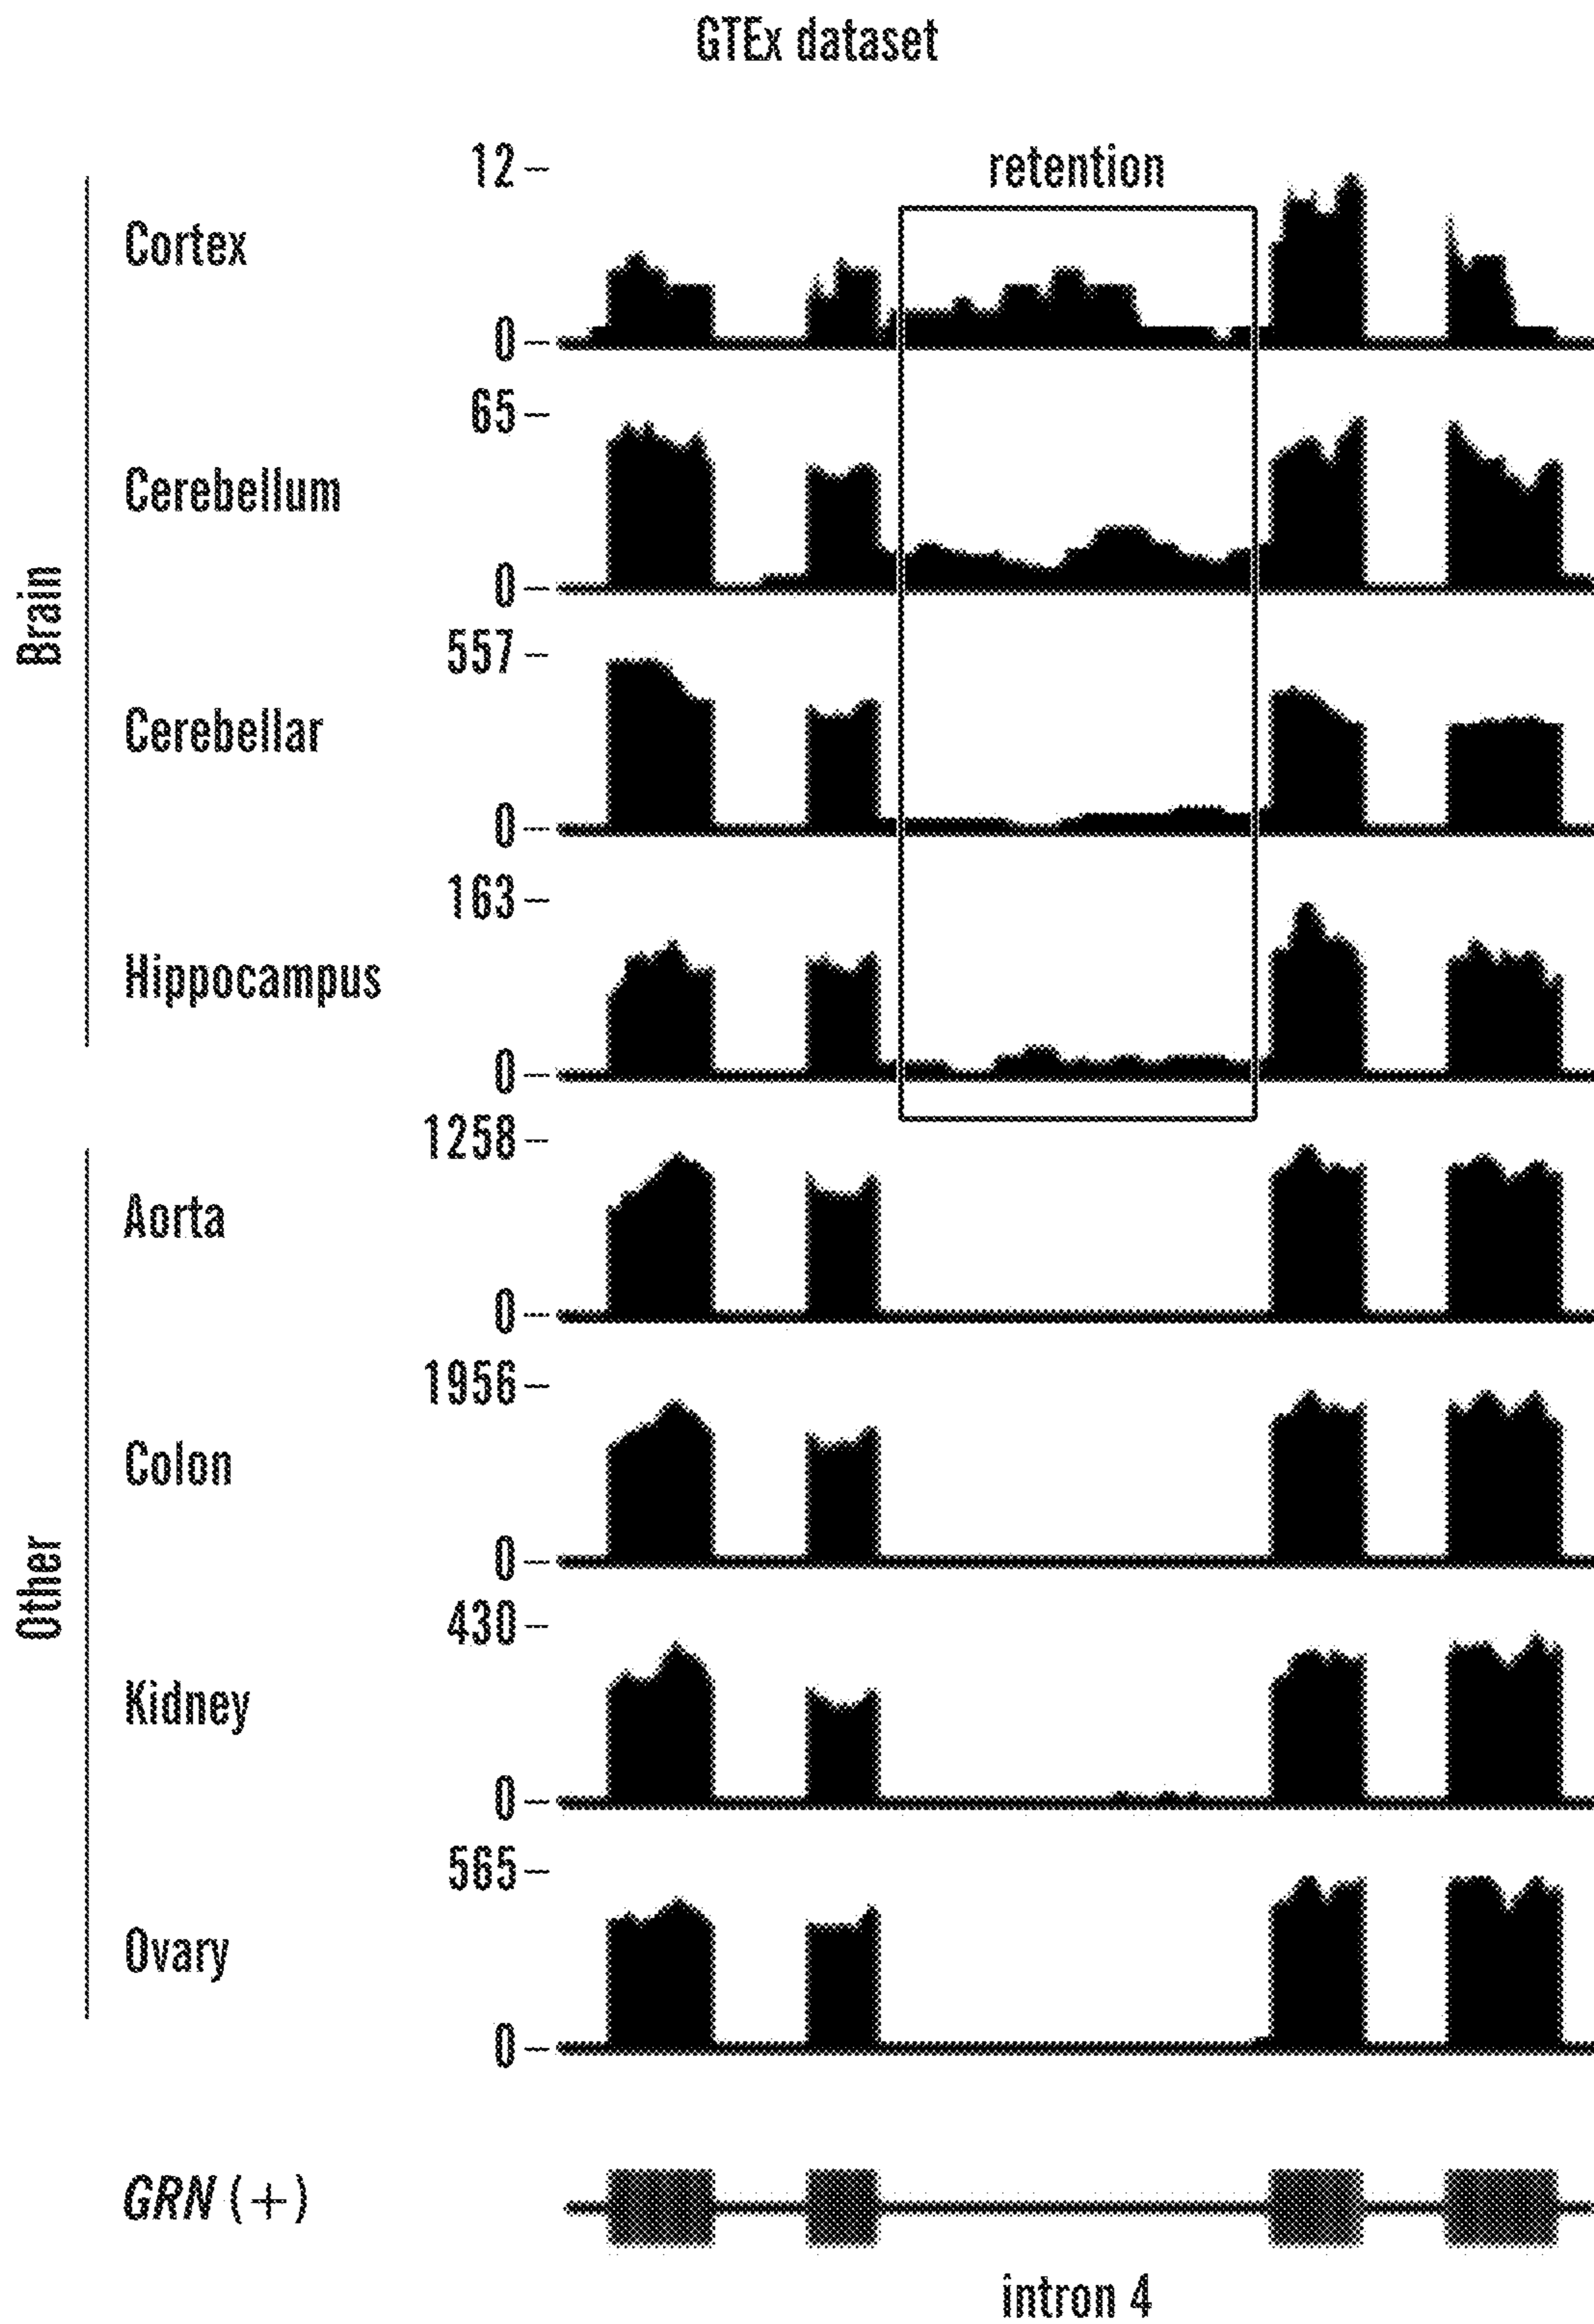 GTEx dataset
retention
Brain
Cortex
12
0
Cerebellum
65
0
Cerebellar
557
0
Hippocampus
163
0
Other
Aorta
1258
0
Colon
1956
0
Kidney
430
0
Ovary
565
0
GRN (+)
intron 4